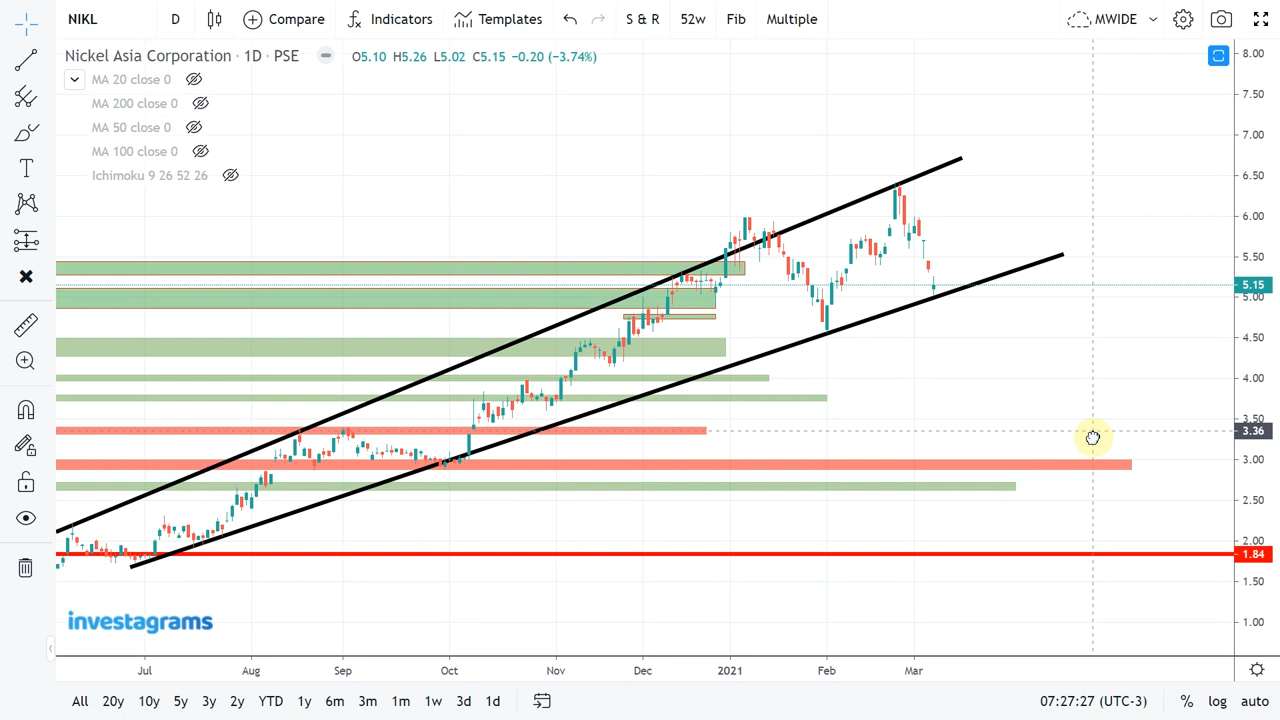 NIKL D Compare Indicators Templates S & R 52w Fib Multiple MWIDE
Nickel Asia Corporation · 1D · PSE O5.10 H5.26 L5.02 C5.15 −0.20 (−3.74%)
MA 20 close 0
MA 200 close 0
MA 50 close 0
MA 100 close 0
Ichimoku 9 26 52 26
8.00
7.50
7.00
6.50
6.00
5.50
5.15
5.00
4.50
4.00
3.50
3.36
3.00
2.50
2.00
1.84
1.50
1.00
investagrams
Jul Aug Sep Oct Nov Dec 2021 Feb Mar
All 20y 10y 5y 3y 2y YTD 1y 6m 3m 1m 1w 3d 1d 07:27:27 (UTC-3) % log auto